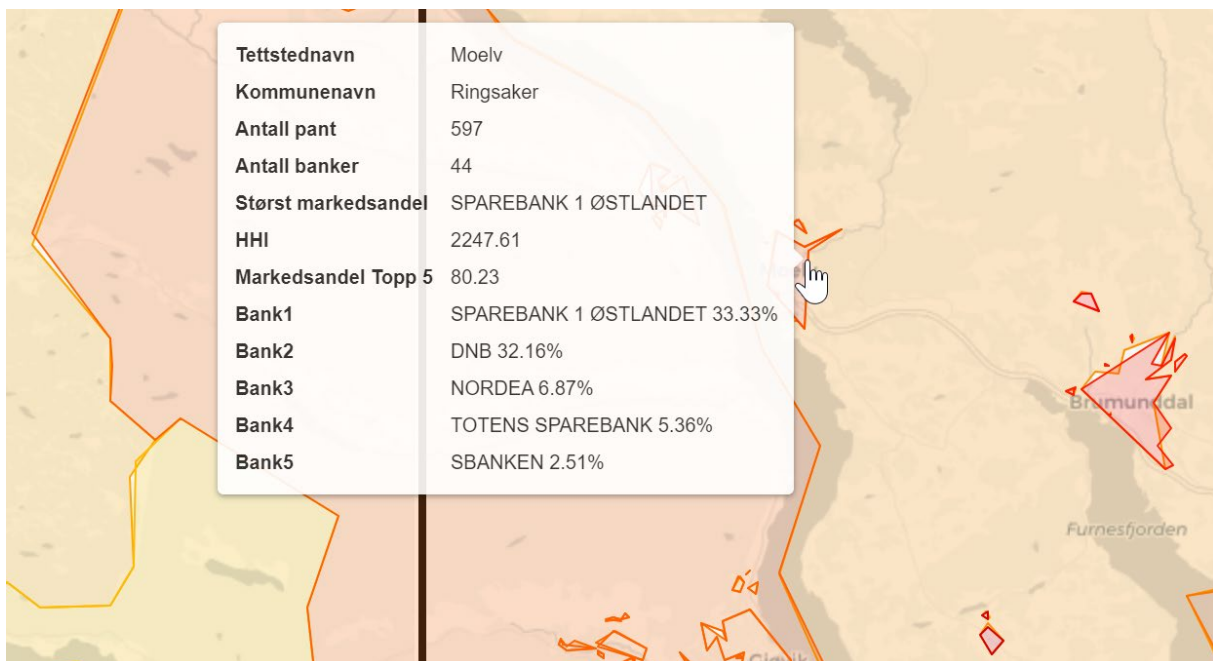 Tettstednavn Moelv
Kommunenavn Ringsaker
Antall pant 597
Antall banker 44
Størst markedsandel SPAREBANK 1 ØSTLANDET
HHI 2247.61
Markedsandel Topp 5 80.23
Bank1 SPAREBANK 1 ØSTLANDET 33.33%
Bank2 DNB 32.16%
Bank3 NORDEA 6.87%
Bank4 TOTENS SPAREBANK 5.36%
Bank5 SBANKEN 2.51%
Brumunddal
Furnesfjorden